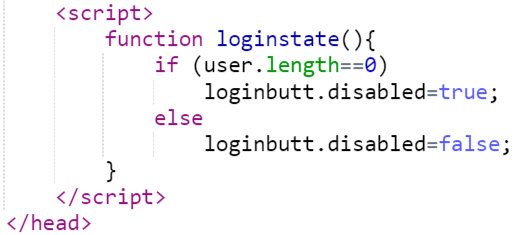 <script>
function loginstate(){
if (user.length==0)
loginbutt.disabled=true;
else
loginbutt.disabled=false;
}
</script>
</head>